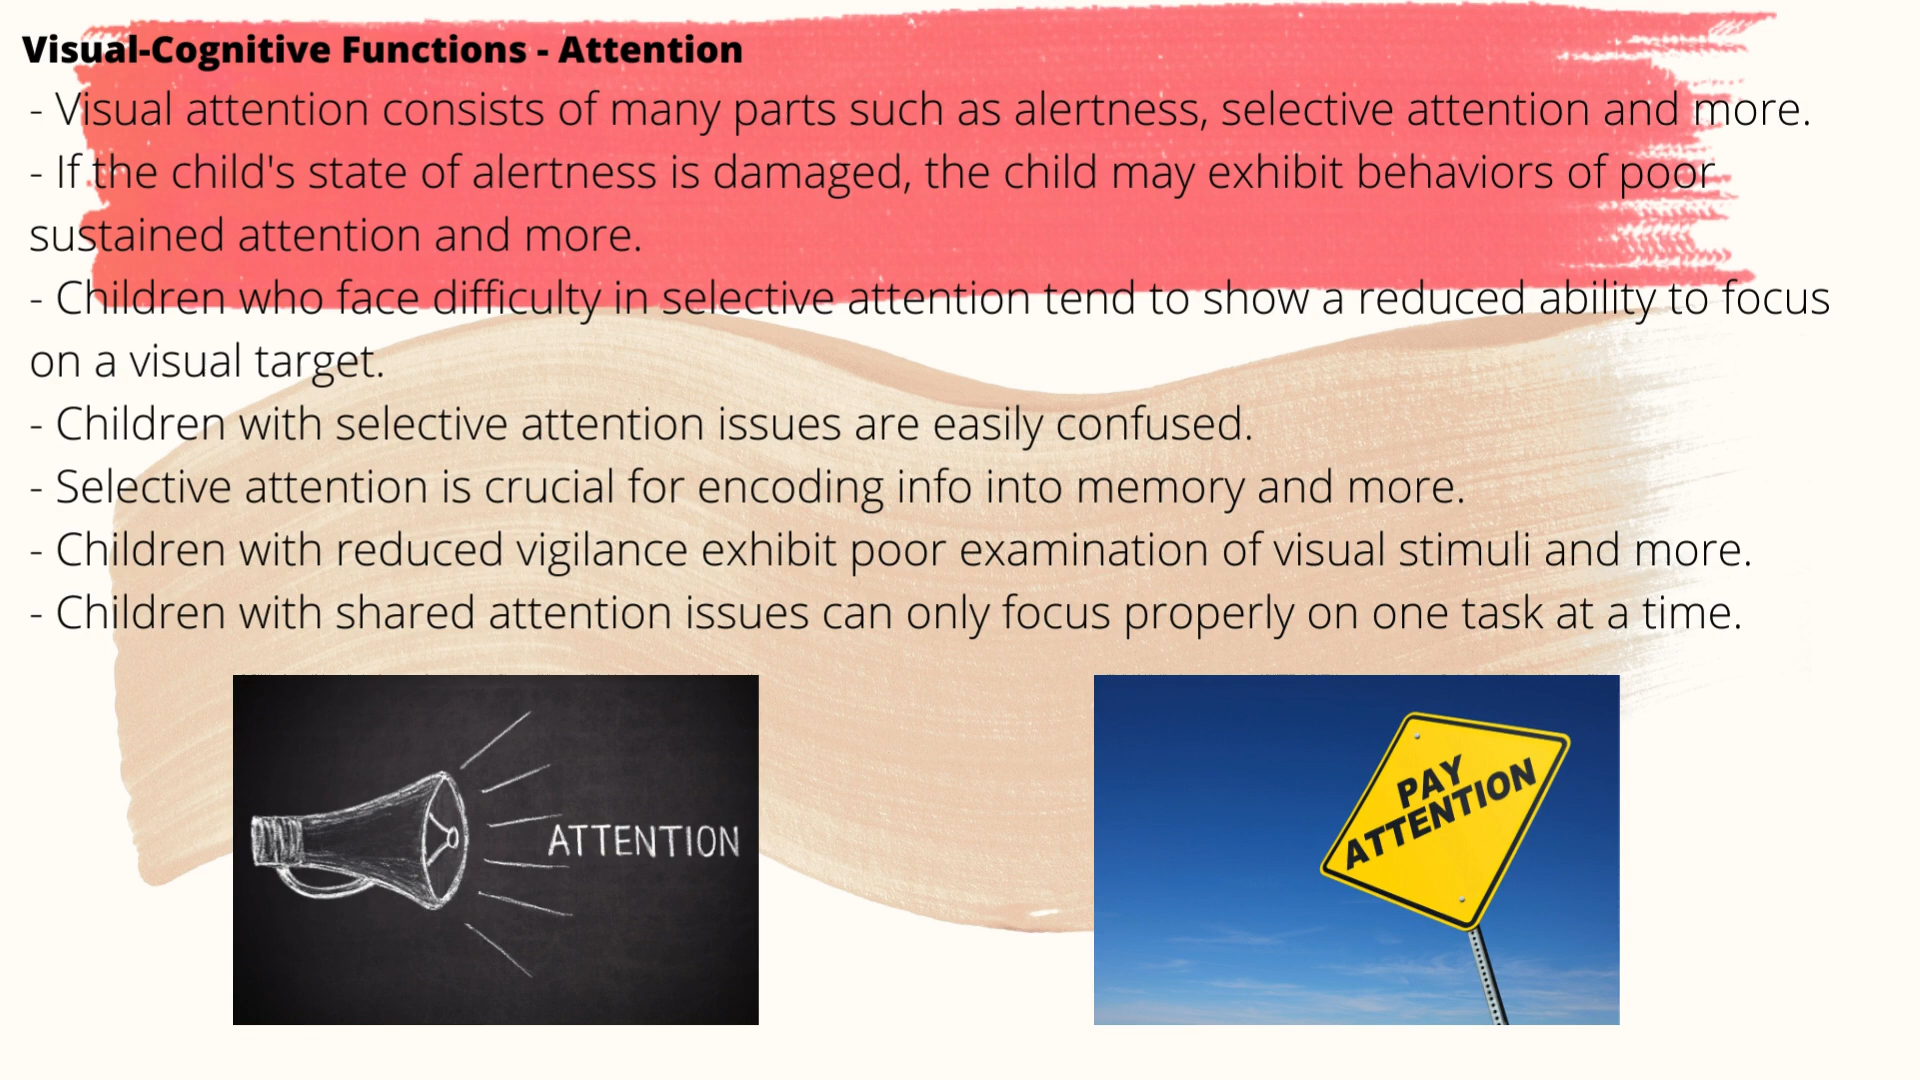 Visual-Cognitive Functions - Attention
- Visual attention consists of many parts such as alertness, selective attention and more.
- If the child's state of alertness is damaged, the child may exhibit behaviors of poor
sustained attention and more.
- Children who face difficulty in selective attention tend to show a reduced ability to focus
on a visual target.
- Children with selective attention issues are easily confused.
- Selective attention is crucial for encoding info into memory and more.
- Children with reduced vigilance exhibit poor examination of visual stimuli and more.
- Children with shared attention issues can only focus properly on one task at a time.
ATTENTION
PAY
ATTENTION